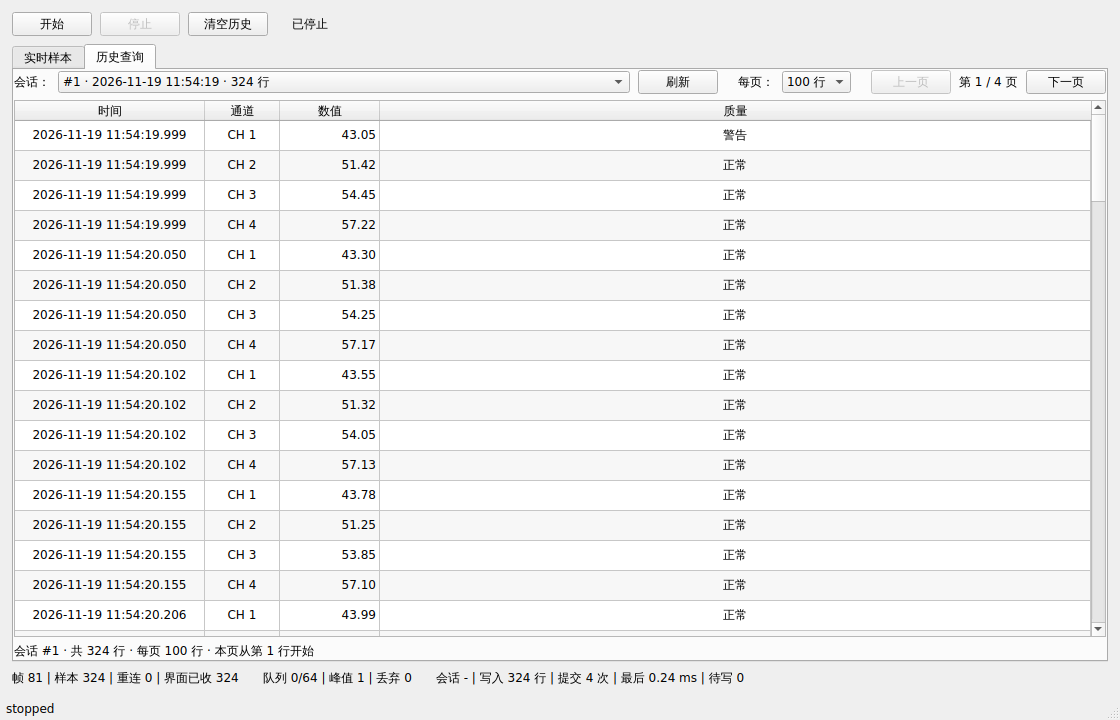 开始 停止 清空历史 已停止
实时样本 历史查询
会话： #1 · 2026-11-19 11:54:19 · 324 行 刷新 每页： 100 行 上一页 第 1 / 4 页 下一页
时间 通道 数值 质量
2026-11-19 11:54:19.999 CH 1 43.05 警告
2026-11-19 11:54:19.999 CH 2 51.42 正常
2026-11-19 11:54:19.999 CH 3 54.45 正常
2026-11-19 11:54:19.999 CH 4 57.22 正常
2026-11-19 11:54:20.050 CH 1 43.30 正常
2026-11-19 11:54:20.050 CH 2 51.38 正常
2026-11-19 11:54:20.050 CH 3 54.25 正常
2026-11-19 11:54:20.050 CH 4 57.17 正常
2026-11-19 11:54:20.102 CH 1 43.55 正常
2026-11-19 11:54:20.102 CH 2 51.32 正常
2026-11-19 11:54:20.102 CH 3 54.05 正常
2026-11-19 11:54:20.102 CH 4 57.13 正常
2026-11-19 11:54:20.155 CH 1 43.78 正常
2026-11-19 11:54:20.155 CH 2 51.25 正常
2026-11-19 11:54:20.155 CH 3 53.85 正常
2026-11-19 11:54:20.155 CH 4 57.10 正常
2026-11-19 11:54:20.206 CH 1 43.99 正常
会话 #1 · 共 324 行 · 每页 100 行 · 本页从第 1 行开始
帧 81 | 样本 324 | 重连 0 | 界面已收 324 队列 0/64 | 峰值 1 | 丢弃 0 会话 - | 写入 324 行 | 提交 4 次 | 最后 0.24 ms | 待写 0
stopped